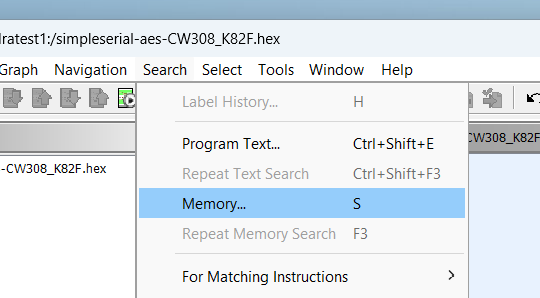 lratest1:/simpleserial-aes-CW308_K82F.hex
Graph Navigation Search Select Tools Window Help
Label History... H
Program Text... Ctrl+Shift+E
CW308_K82F
Repeat Text Search Ctrl+Shift+F3
-CW308_K82F.hex
Memory... S
Repeat Memory Search F3
For Matching Instructions